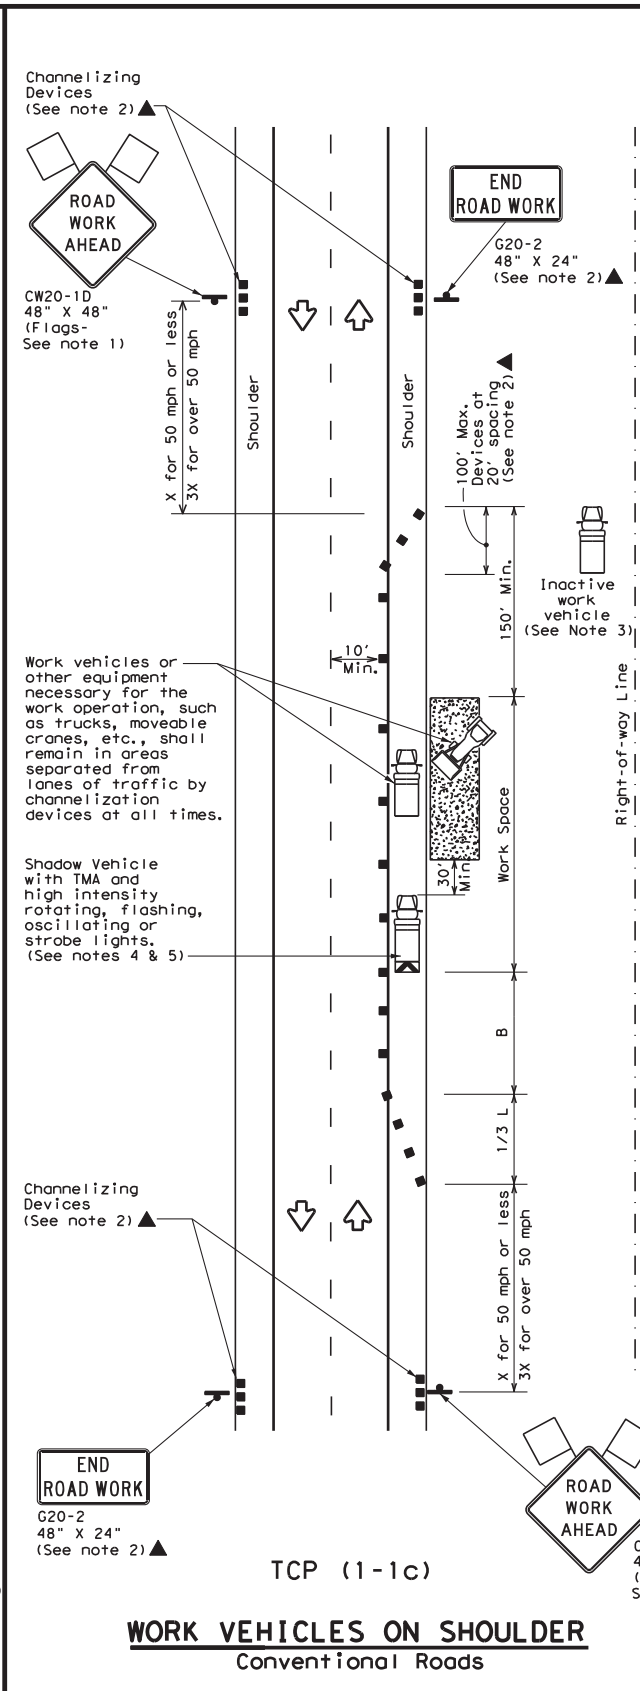 Channelizing
Devices
(See note 2)
ROAD
WORK
AHEAD
CW20-1D
48" X 48"
(Flags-
See note 1)
END
ROAD WORK
G20-2
48" X 24"
(See note 2)
X for 50 mph or less
3X for over 50 mph
Shoulder
Shoulder
100' Max.
Devices at
20' spacing
(See note 2)
150' Min.
Inactive
work
vehicle
(See Note 3)
Right-of-way Line
10'
Min.
Work vehicles or
other equipment
necessary for the
work operation, such
as trucks, moveable
cranes, etc., shall
remain in areas
separated from
lanes of traffic by
channelization
devices at all times.
Work Space
30'
Min
Shadow Vehicle
with TMA and
high intensity
rotating, flashing,
oscillating or
strobe lights.
(See notes 4 & 5)
B
1/3 L
Channelizing
Devices
(See note 2)
X for 50 mph or less
3X for over 50 mph
END
ROAD WORK
G20-2
48" X 24"
(See note 2)
ROAD
WORK
AHEAD
C
4
(
S
TCP (1-1c)
WORK VEHICLES ON SHOULDER
Conventional Roads